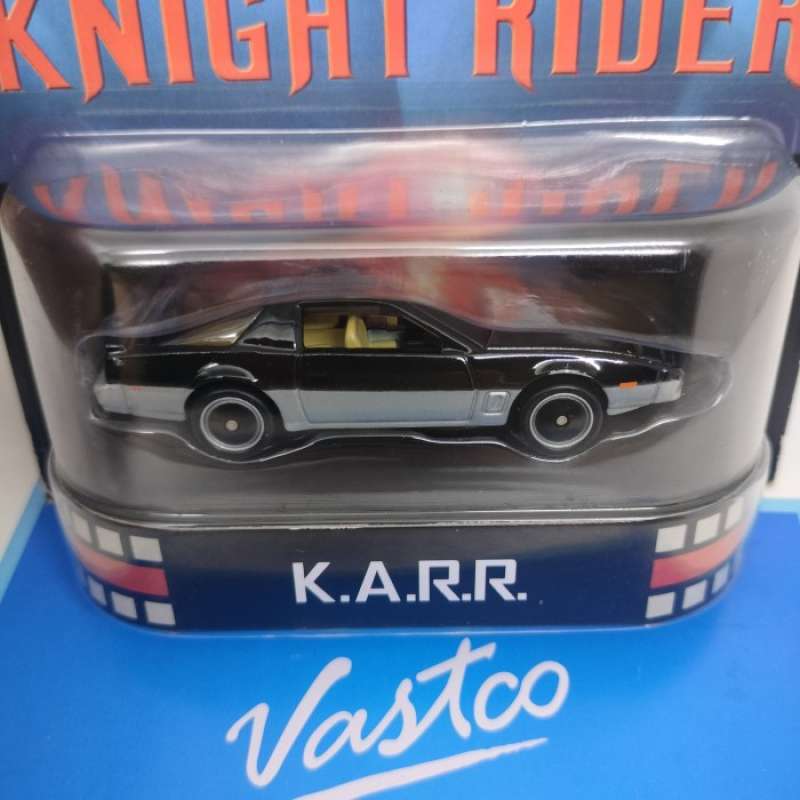 KNIGHT RIDER
K.A.R.R.
Vastco